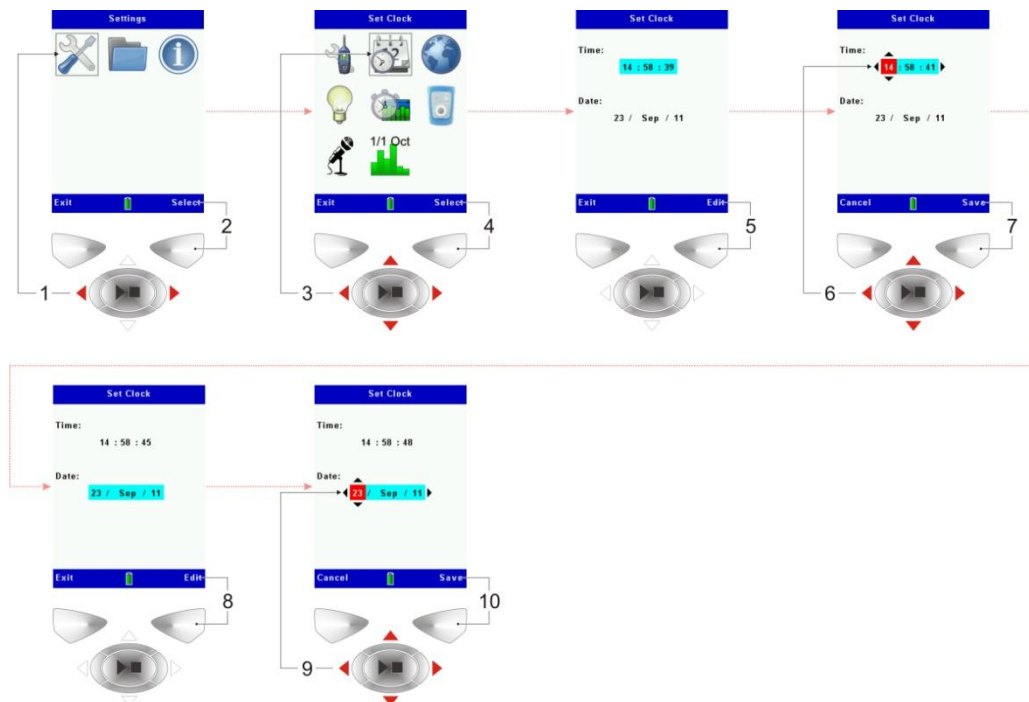 Settings
Exit Select
1
2
Set Clock
1/1 Oct
Exit Select
3
4
Set Clock
Time:
14 : 58 : 39
Date:
23 / Sep / 11
Exit Edit
5
Set Clock
Time:
14 : 58 : 41
Date:
23 / Sep / 11
Cancel Save
6
7
Set Clock
Time:
14 : 58 : 45
Date:
23 / Sep / 11
Exit Edit
8
Set Clock
Time:
14 : 58 : 48
Date:
23 / Sep / 11
Cancel Save
9
10